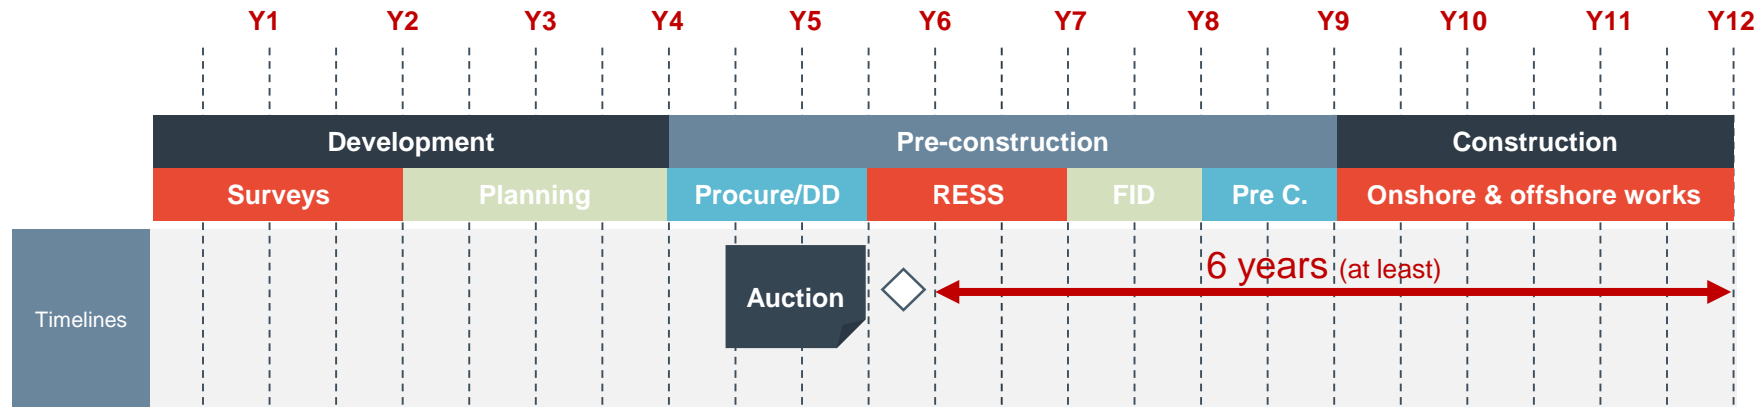 Y1 Y2 Y3 Y4 Y5 Y6 Y7 Y8 Y9 Y10 Y11 Y12
Development Pre-construction Construction
Surveys Planning Procure/DD RESS FID Pre C. Onshore & offshore works
6 years (at least)
Auction
Timelines